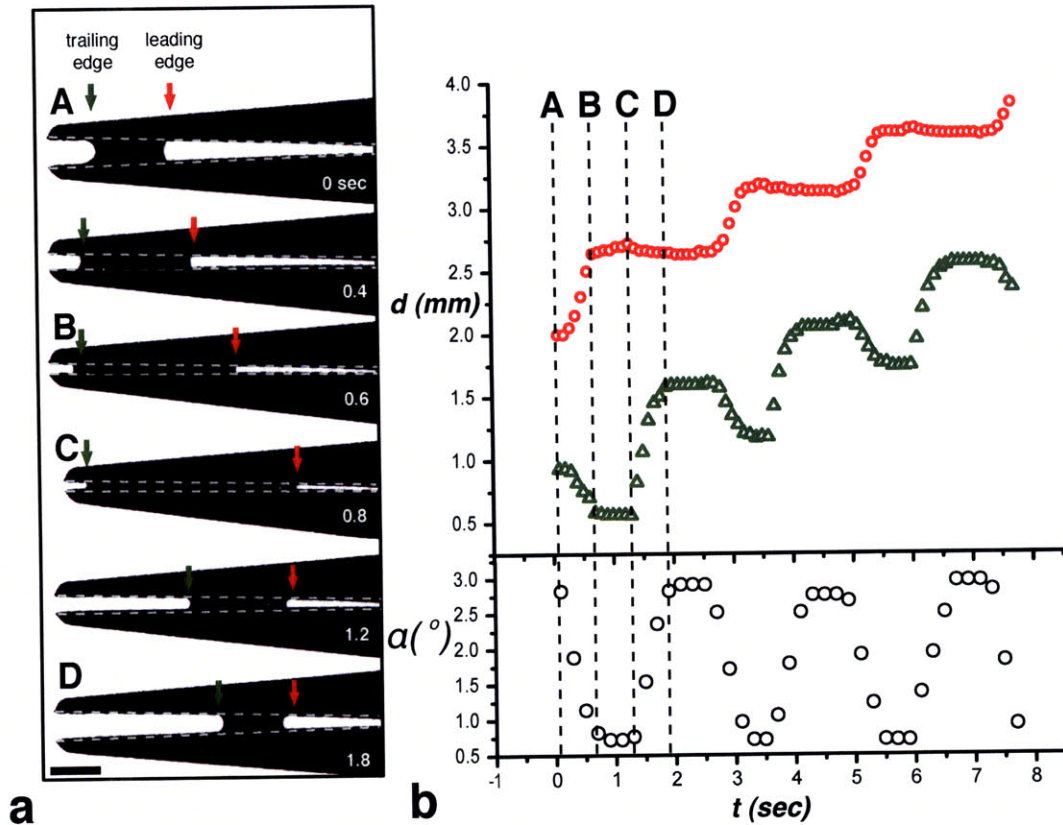 trailing edge
leading edge
A
0 sec
0.4
B
0.6
C
0.8
1.2
D
1.8
a
A B C D
4.0
3.5
3.0
2.5
d (mm)
2.0
1.5
1.0
0.5
3.0
2.5
α(°)
2.0
1.5
1.0
0.5
-1 0 1 2 3 4 5 6 7 8
t (sec)
b